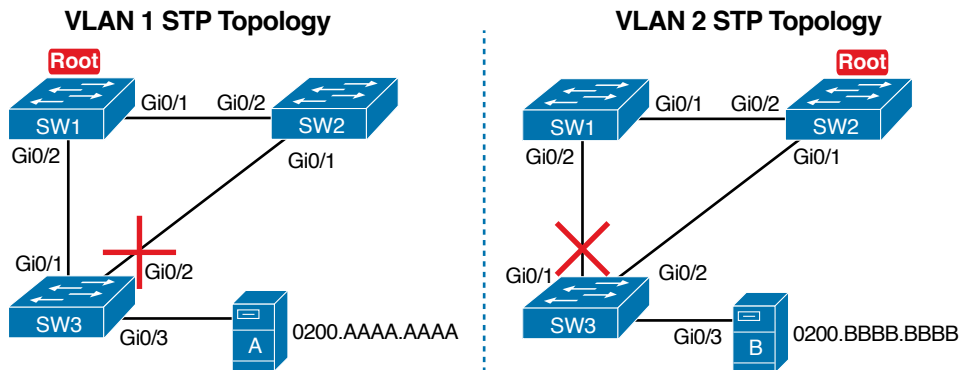 VLAN 1 STP Topology
Root
Gi0/1
Gi0/2
SW1
SW2
Gi0/2
Gi0/1
Gi0/1
Gi0/2
SW3
Gi0/3
A
0200.AAAA.AAAA
VLAN 2 STP Topology
Root
Gi0/1
Gi0/2
SW1
SW2
Gi0/2
Gi0/1
Gi0/1
Gi0/2
SW3
Gi0/3
B
0200.BBBB.BBBB